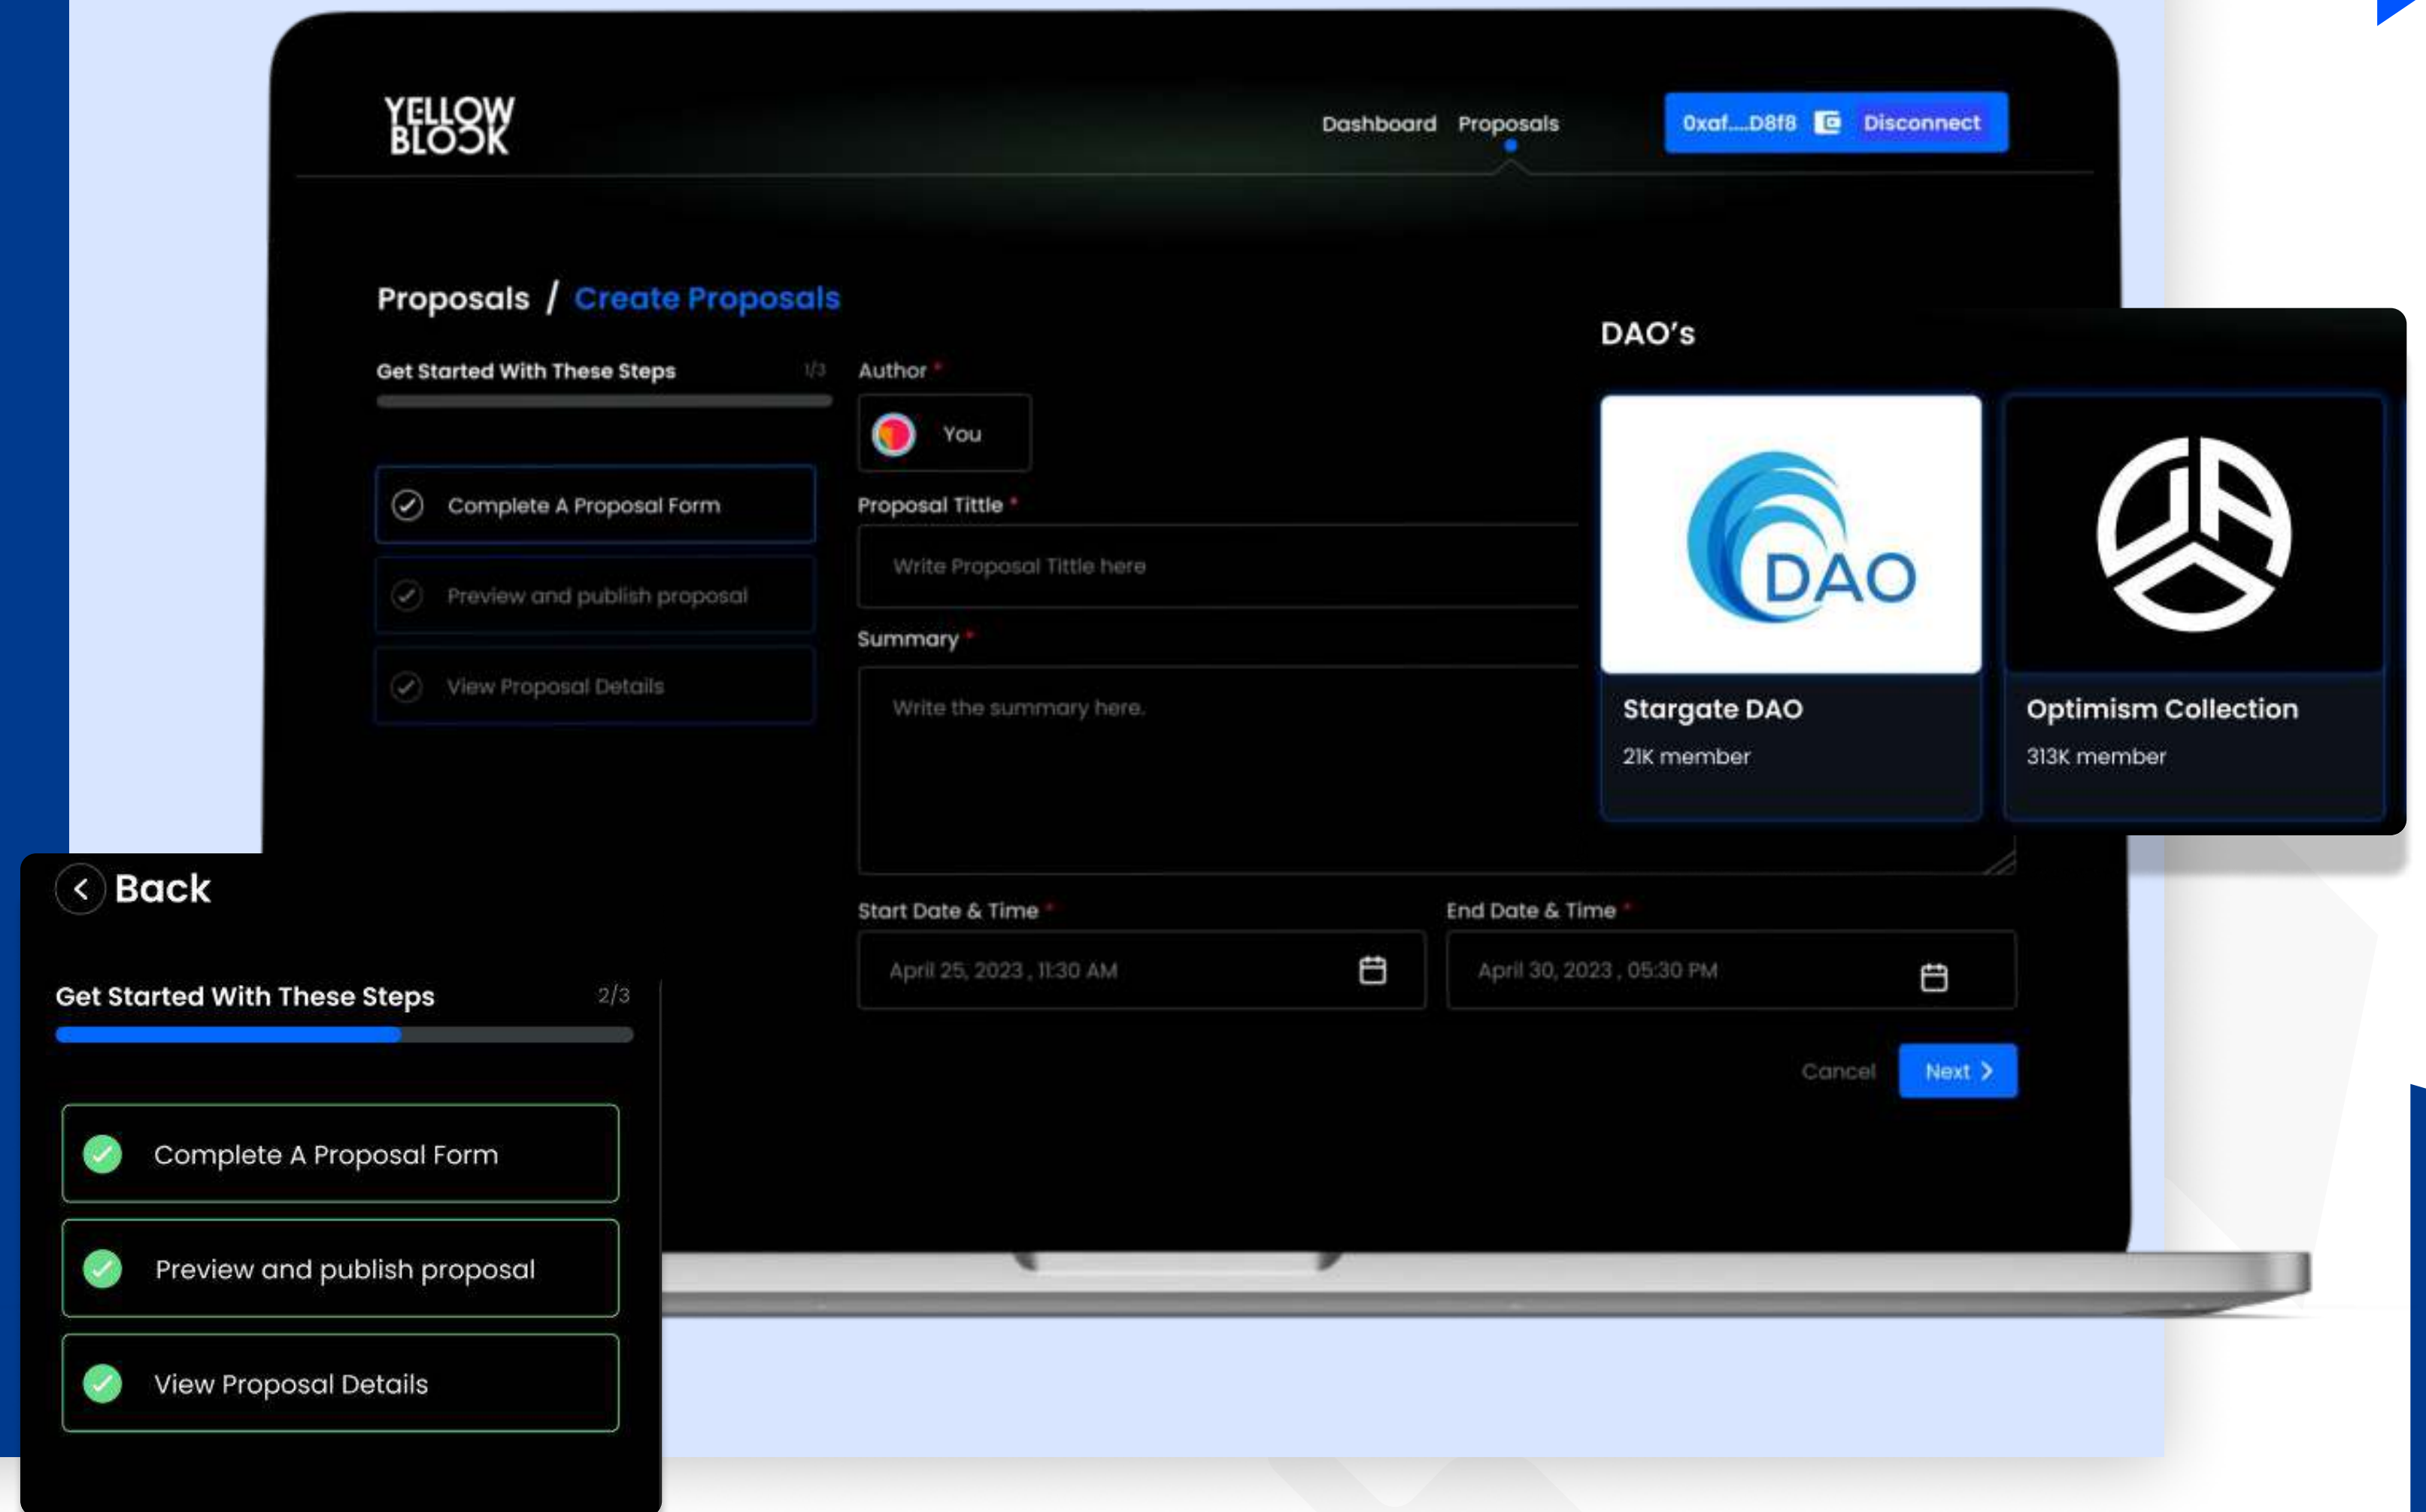 YELLOW
BLOCK
Dashboard Proposals
0xaf....D8f8 Disconnect
Proposals / Create Proposals
Get Started With These Steps 1/3
Complete A Proposal Form
Preview and publish proposal
View Proposal Details
Author *
You
Proposal Tittle *
Write Proposal Tittle here
Summary *
Write the summary here.
Start Date & Time *
April 25, 2023 , 11:30 AM
End Date & Time *
April 30, 2023 , 05:30 PM
Cancel Next >
DAO's
DAO
Stargate DAO
21K member
DAO
Optimism Collection
313K member
Back
Get Started With These Steps 2/3
Complete A Proposal Form
Preview and publish proposal
View Proposal Details